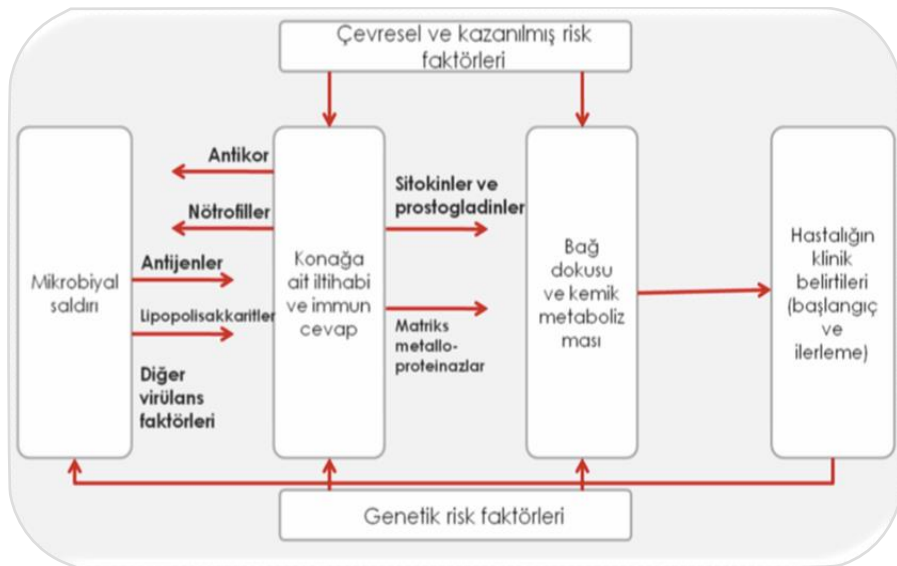 Çevresel ve kazanılmış risk
faktörleri
Mikrobiyal
saldırı
Antikor
Nötrofiller
Antijenler
Lipopolisakkaritler
Diğer
virülans
faktörleri
Konağa
ait iltihabi
ve immun
cevap
Sitokinler ve
prostogladinler
Matriks
metallo-
proteinazlar
Bağ
dokusu
ve kemik
metaboliz
ması
Hastalığın
klinik
belirtileri
(başlangıç
ve
ilerleme)
Genetik risk faktörleri